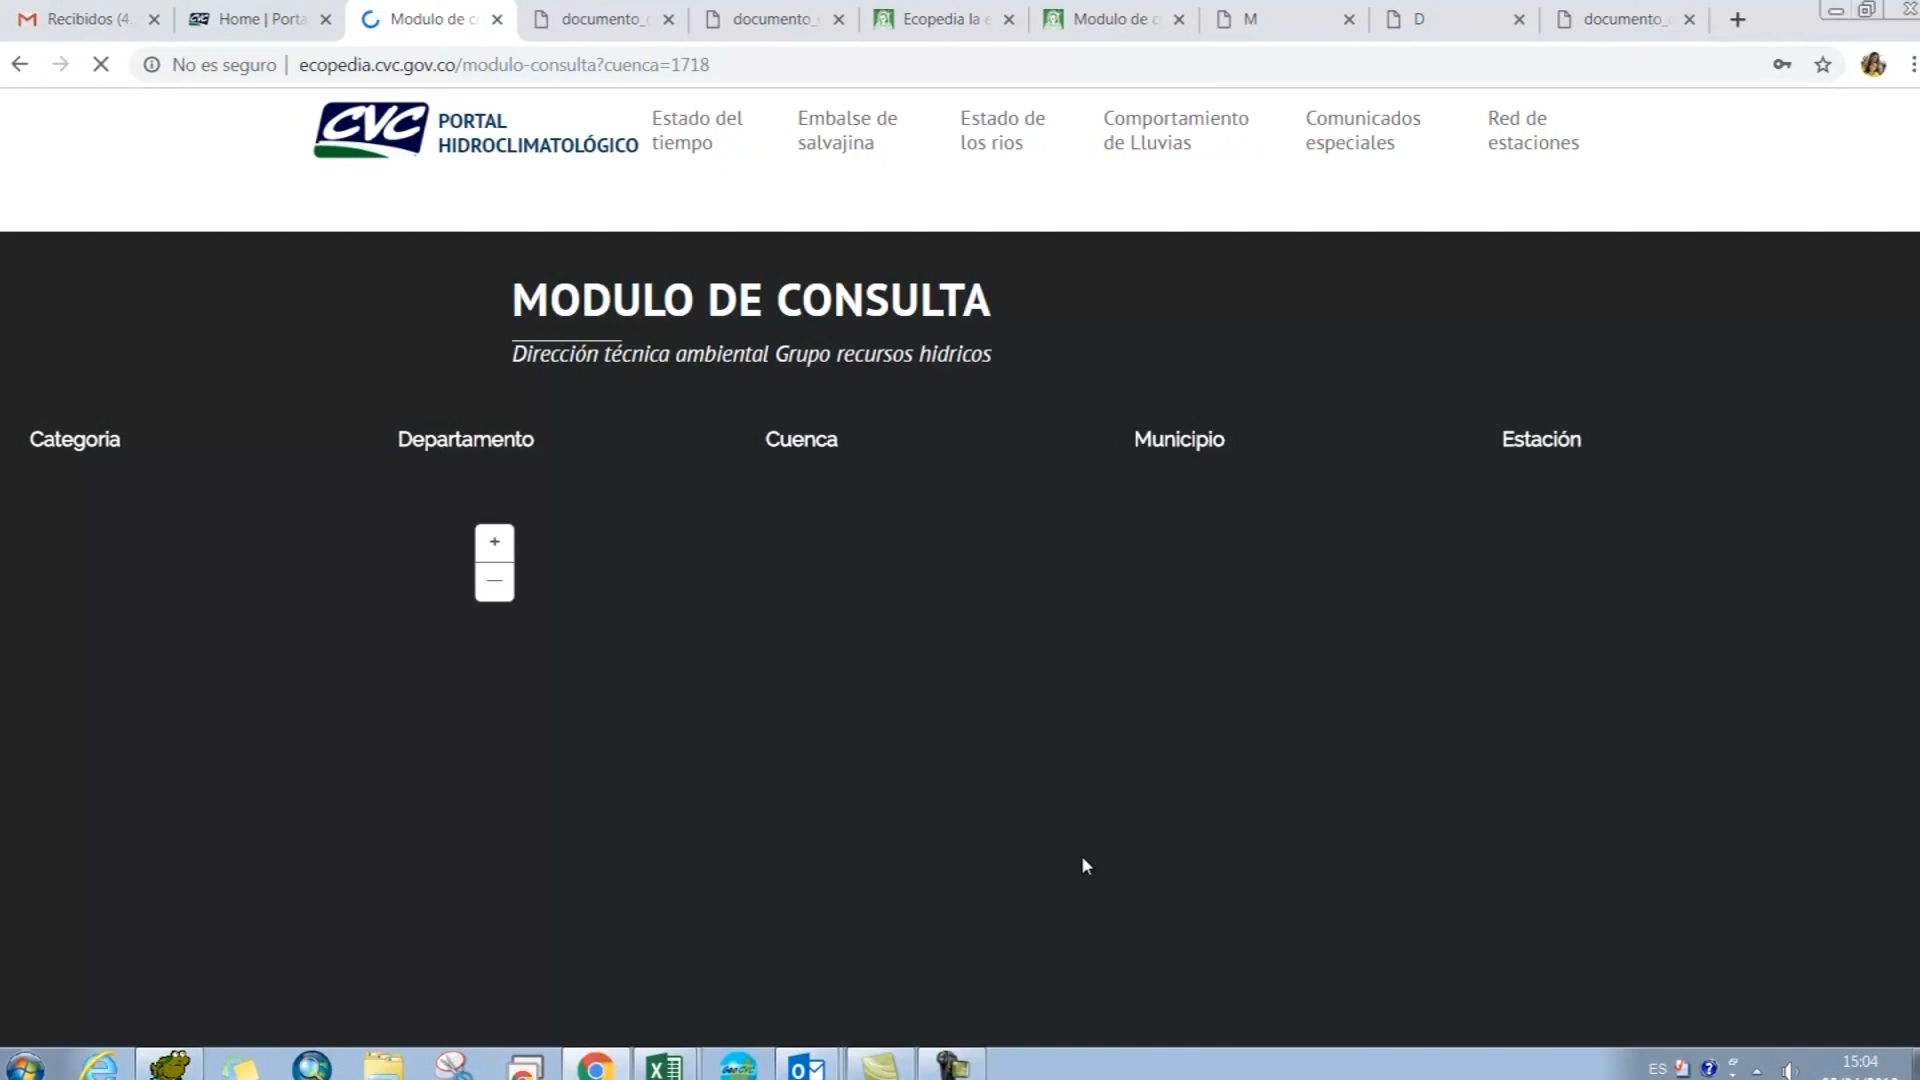 Recibidos (4
Home | Porta
Modulo de c
documento_
documento_
Ecopedia la e
Modulo de c
M
D
documento_
No es seguro | ecopedia.cvc.gov.co/modulo-consulta?cuenca=1718
CVC
PORTAL
HIDROCLIMATOLÓGICO
Estado del
tiempo
Embalse de
salvajina
Estado de
los rios
Comportamiento
de Lluvias
Comunicados
especiales
Red de
estaciones
MODULO DE CONSULTA
Dirección técnica ambiental Grupo recursos hidricos
Categoria
Departamento
Cuenca
Municipio
Estación
+
—
ES
15:04